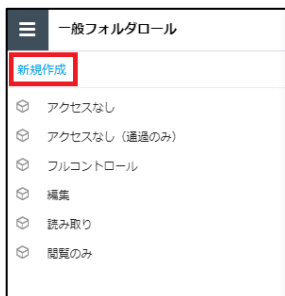 一般フォルダロール
新規作成
アクセスなし
アクセスなし（通過のみ）
フルコントロール
編集
読み取り
閲覧のみ